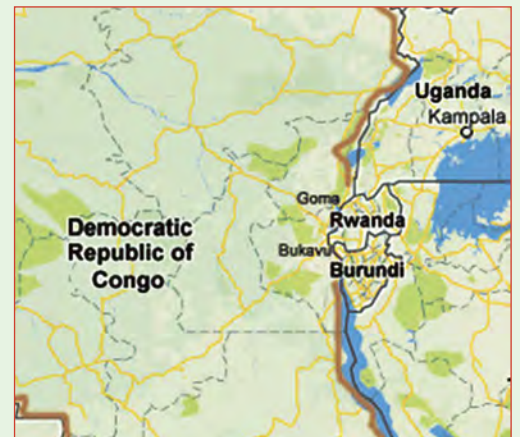 Uganda
Kampala
Goma
Rwanda
Democratic
Republic of
Congo
Bukavu
Burundi